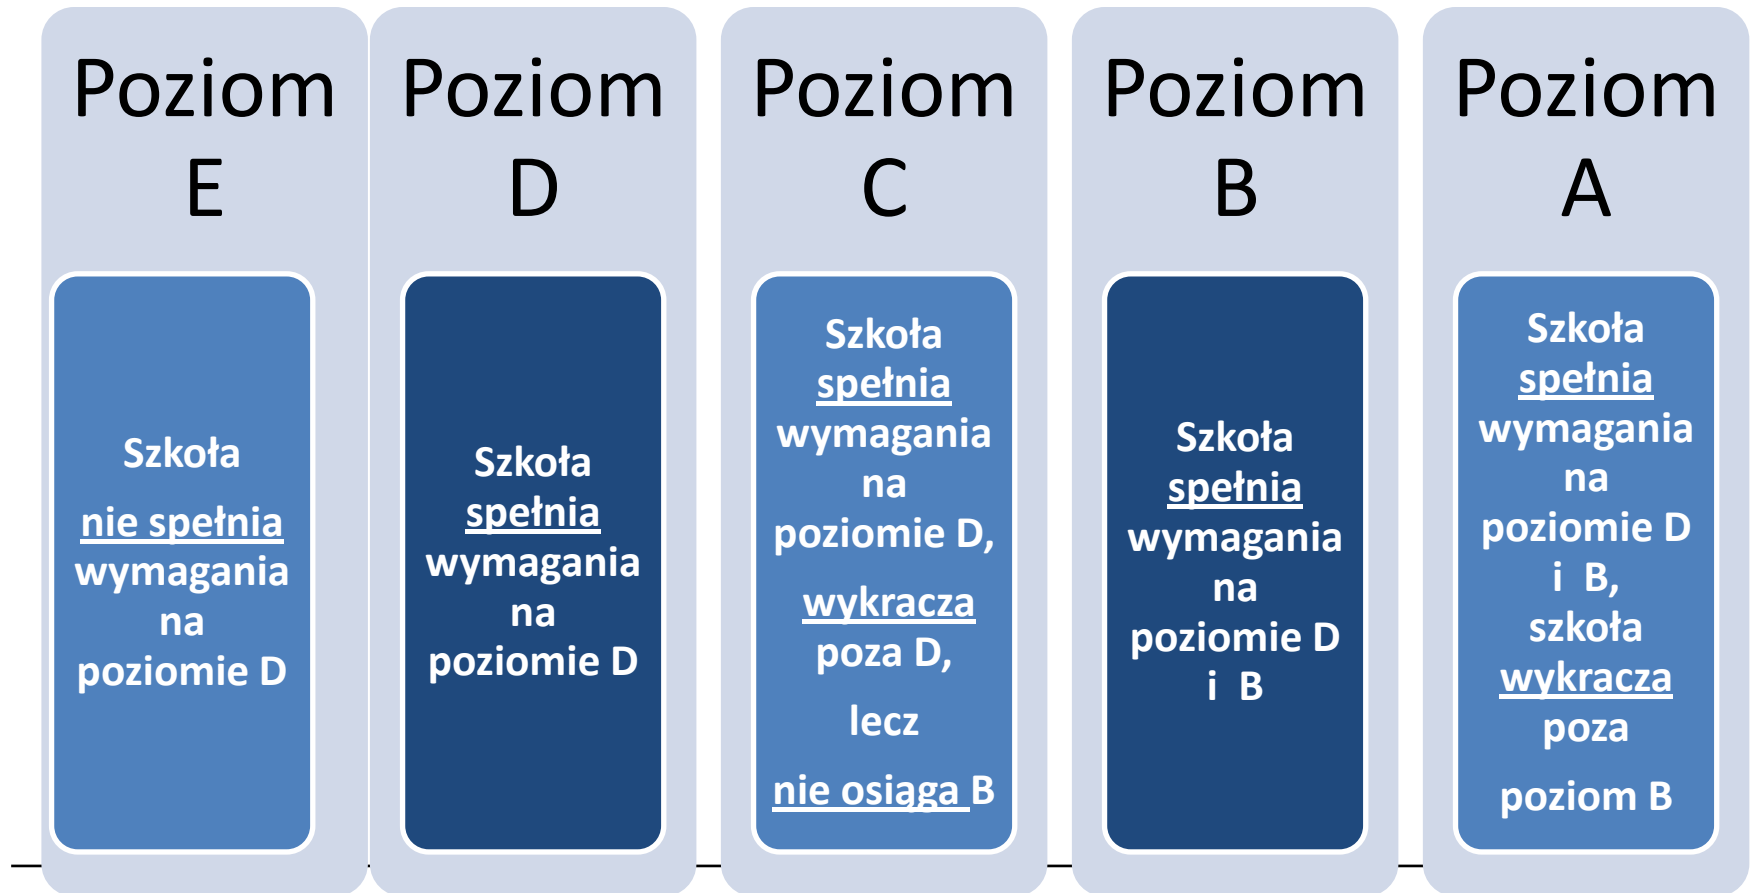 Poziom
E
Szkoła
nie spełnia
wymagania
na
poziomie D
Poziom
D
Szkoła
spełnia
wymagania
na
poziomie D
Poziom
C
Szkoła
spełnia
wymagania
na
poziomie D,
wykracza
poza D,
lecz
nie osiąga B
Poziom
B
Szkoła
spełnia
wymagania
na
poziomie D
i B
Poziom
A
Szkoła
spełnia
wymagania
na
poziomie D
i B,
szkoła
wykracza
poza
poziom B